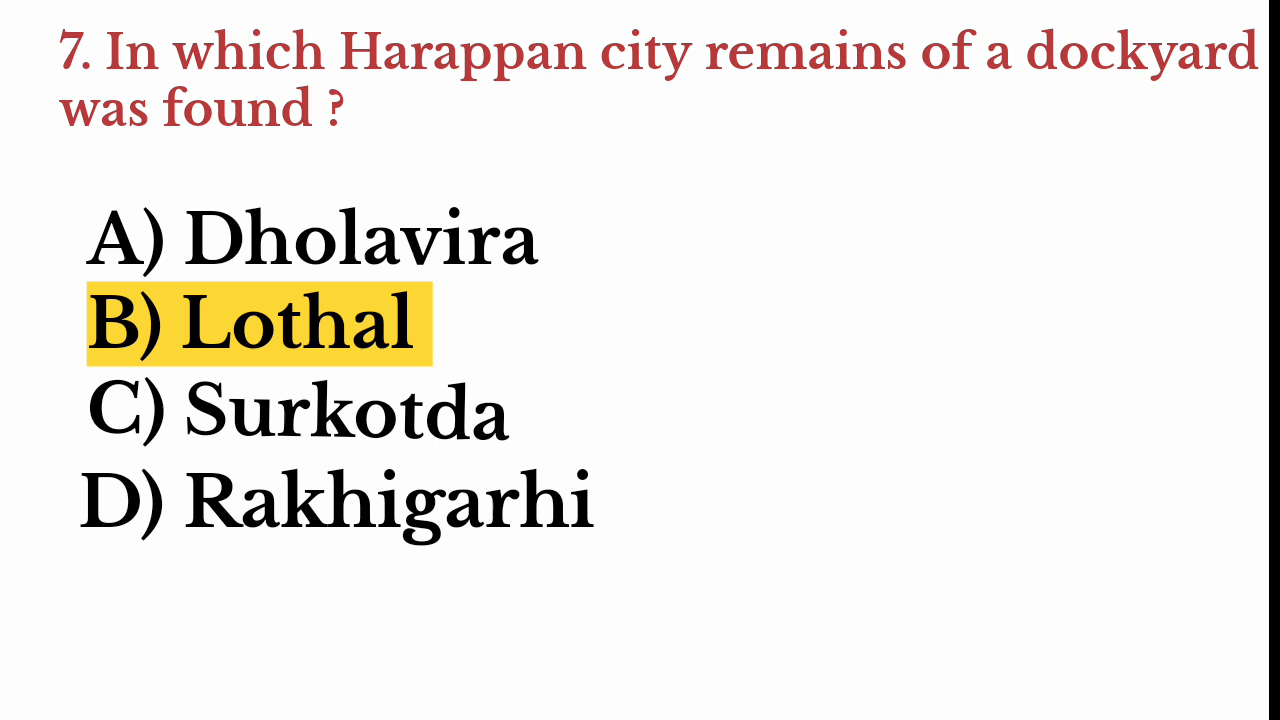 7. In which Harappan city remains of a dockyard
was found ?
A) Dholavira
B) Lothal
C) Surkotda
D) Rakhigarhi